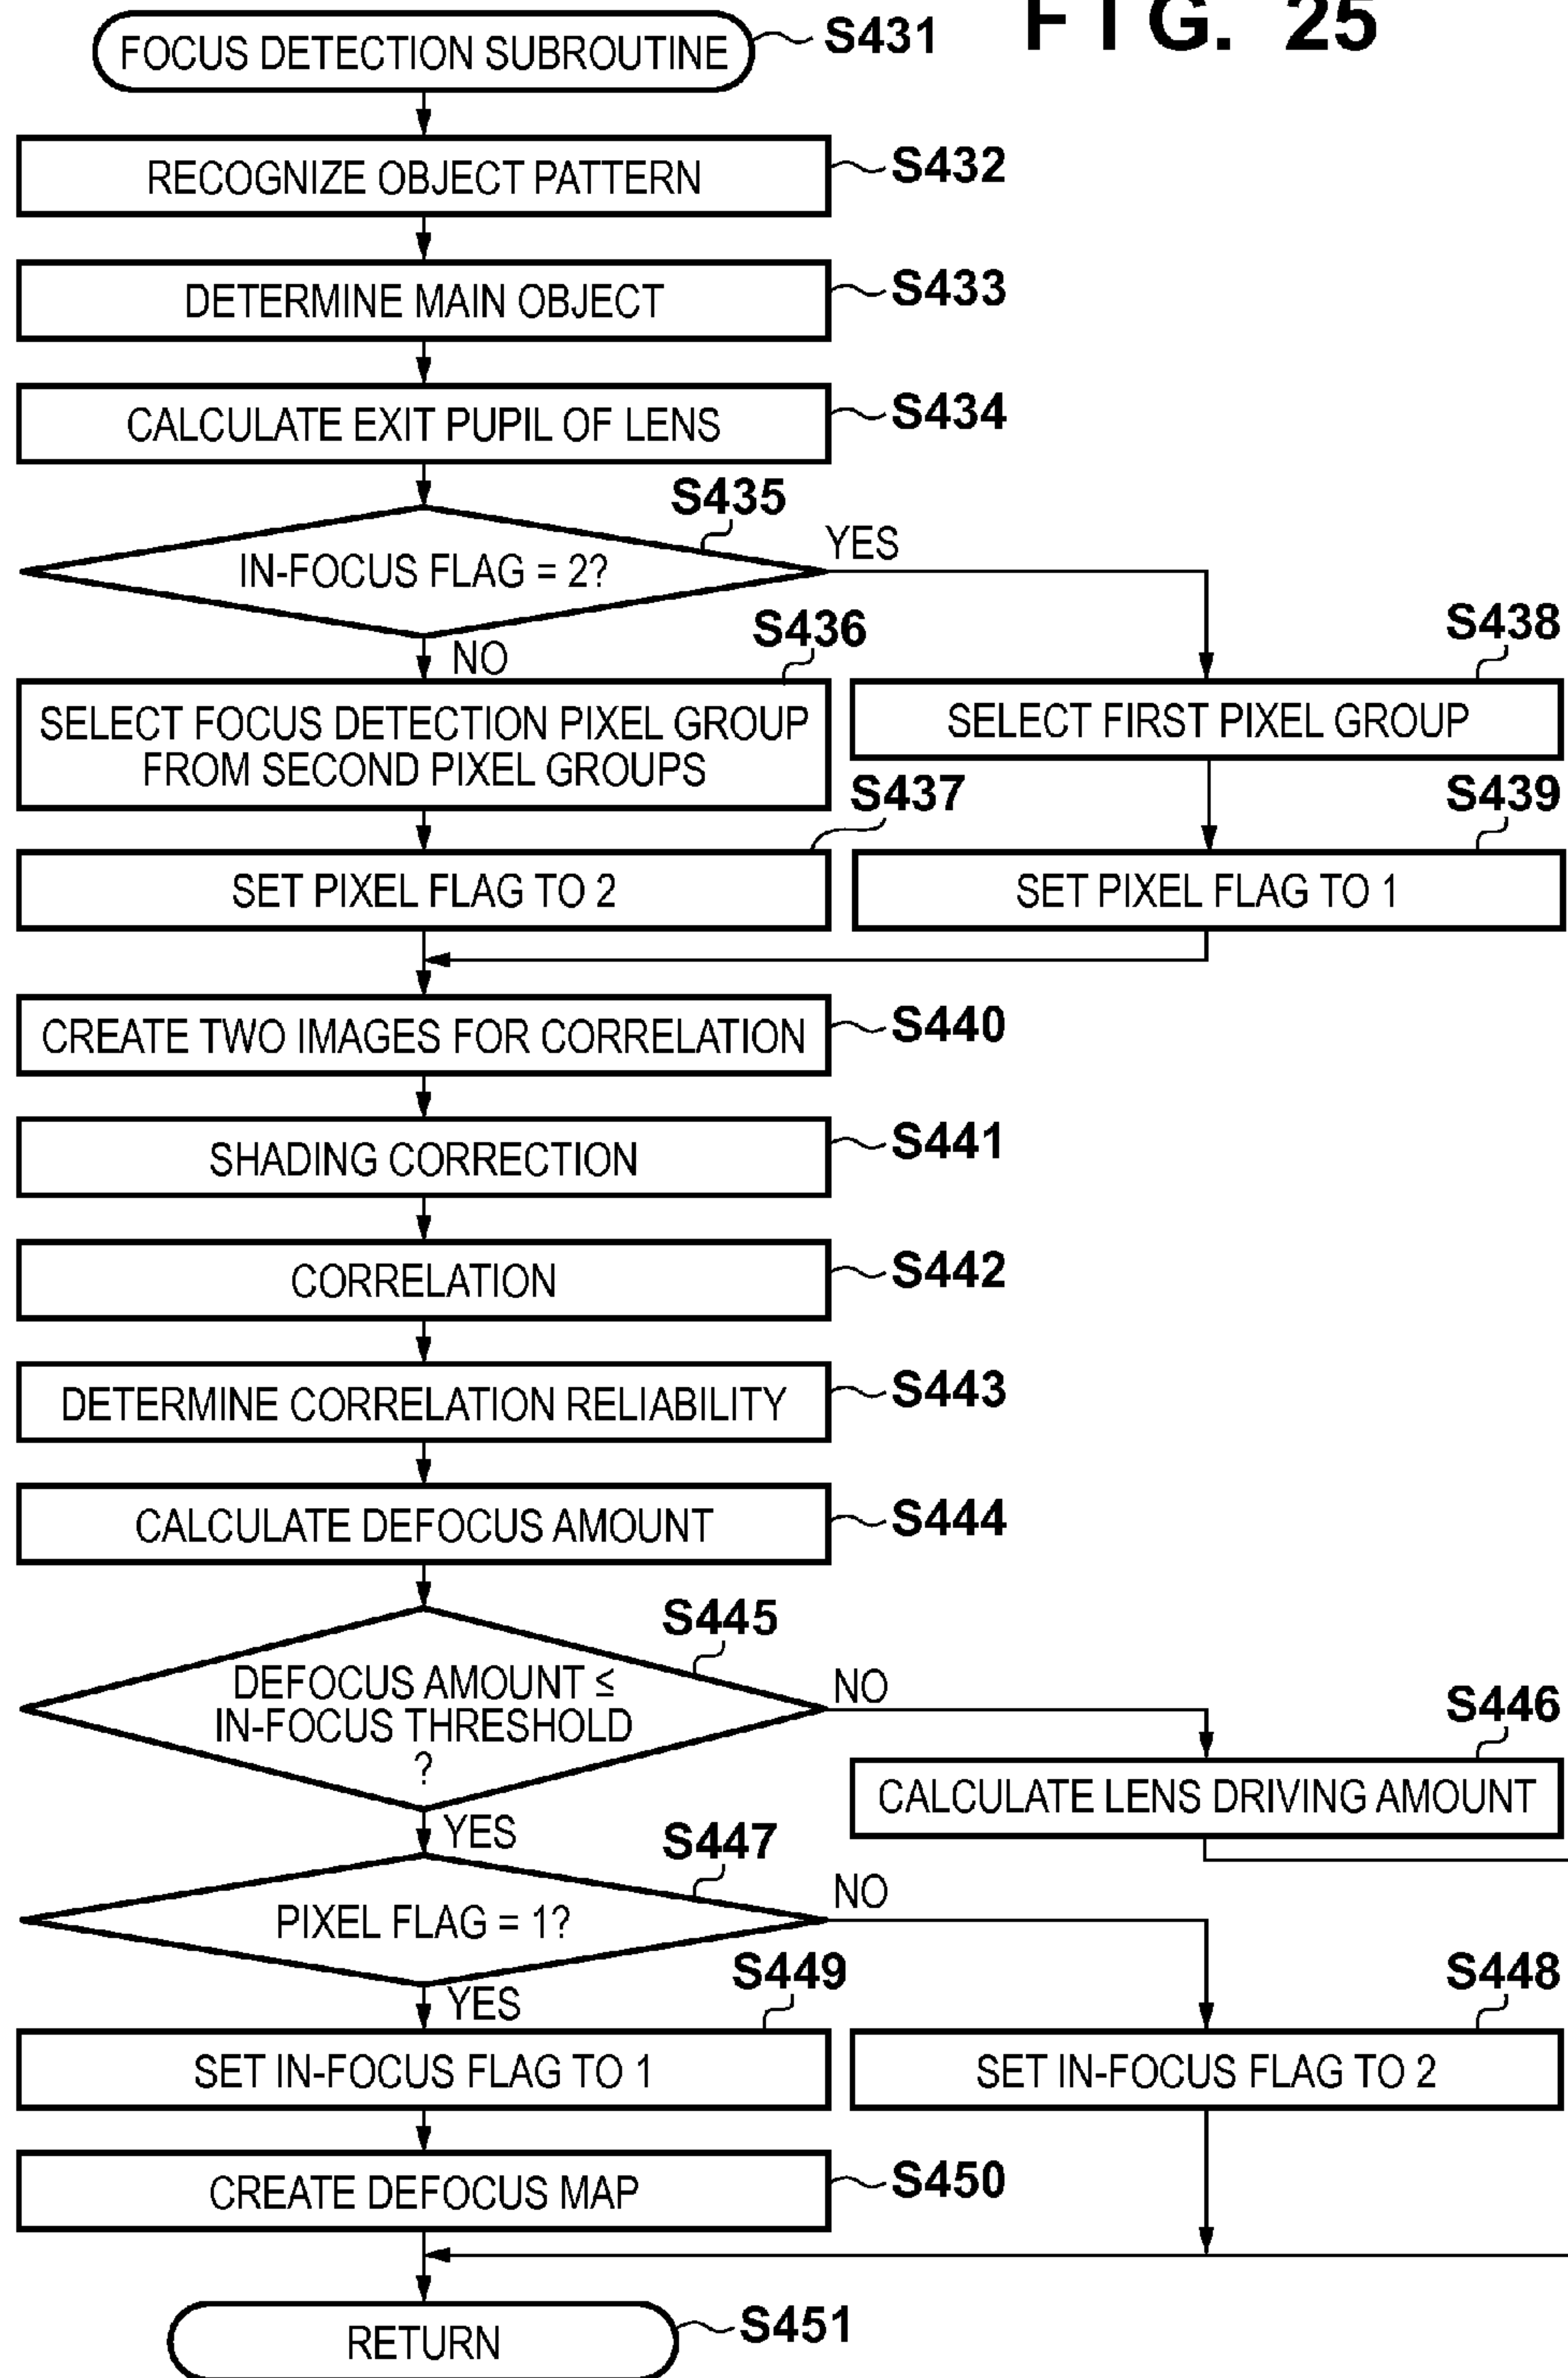 FIG. 25
FOCUS DETECTION SUBROUTINE
S431
RECOGNIZE OBJECT PATTERN
S432
DETERMINE MAIN OBJECT
S433
CALCULATE EXIT PUPIL OF LENS
S434
S435
IN-FOCUS FLAG = 2?
YES
NO
S436
S438
SELECT FOCUS DETECTION PIXEL GROUP
FROM SECOND PIXEL GROUPS
SELECT FIRST PIXEL GROUP
S437
S439
SET PIXEL FLAG TO 2
SET PIXEL FLAG TO 1
CREATE TWO IMAGES FOR CORRELATION
S440
SHADING CORRECTION
S441
CORRELATION
S442
DETERMINE CORRELATION RELIABILITY
S443
CALCULATE DEFOCUS AMOUNT
S444
S445
DEFOCUS AMOUNT ≤
IN-FOCUS THRESHOLD
?
NO
S446
CALCULATE LENS DRIVING AMOUNT
YES
S447
PIXEL FLAG = 1?
NO
YES
S449
S448
SET IN-FOCUS FLAG TO 1
SET IN-FOCUS FLAG TO 2
CREATE DEFOCUS MAP
S450
RETURN
S451